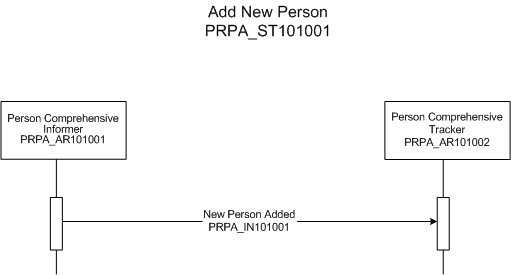 Add New Person
PRPA_ST101001
Person Comprehensive
Informer
PRPA_AR101001
Person Comprehensive
Tracker
PRPA_AR101002
New Person Added
PRPA_IN101001